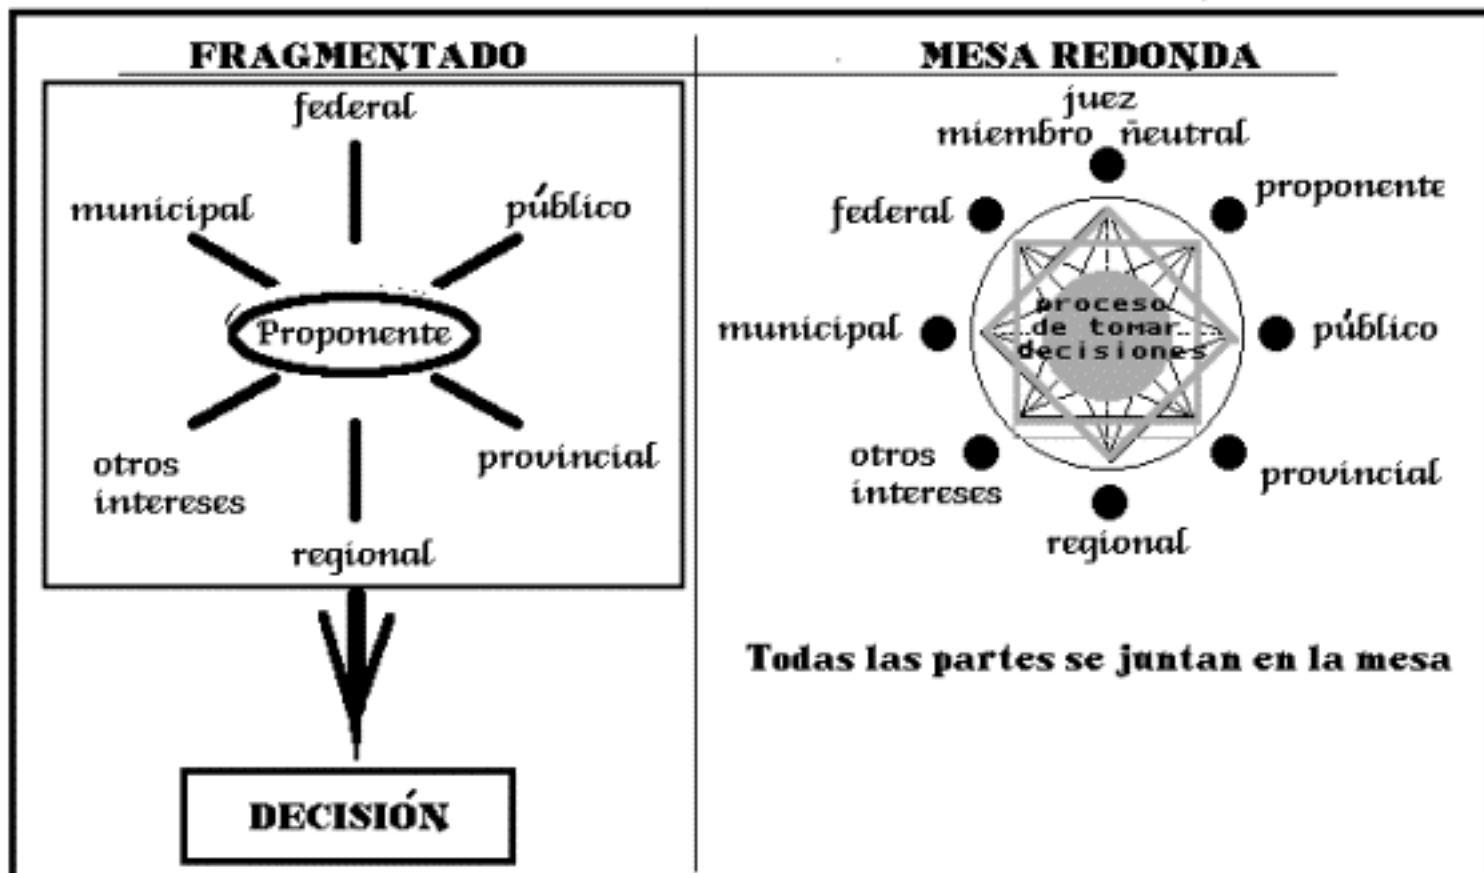 FRAGMENTADO
federal
municipal
público
Proponente
otros
intereses
provincial
regional
DECISIÓN
MESA REDONDA
juez
miembro ñeutral
federal
proponente
municipal
proceso
de tomar
decisiones
público
otros
intereses
provincial
regional
Todas las partes se juntan en la mesa